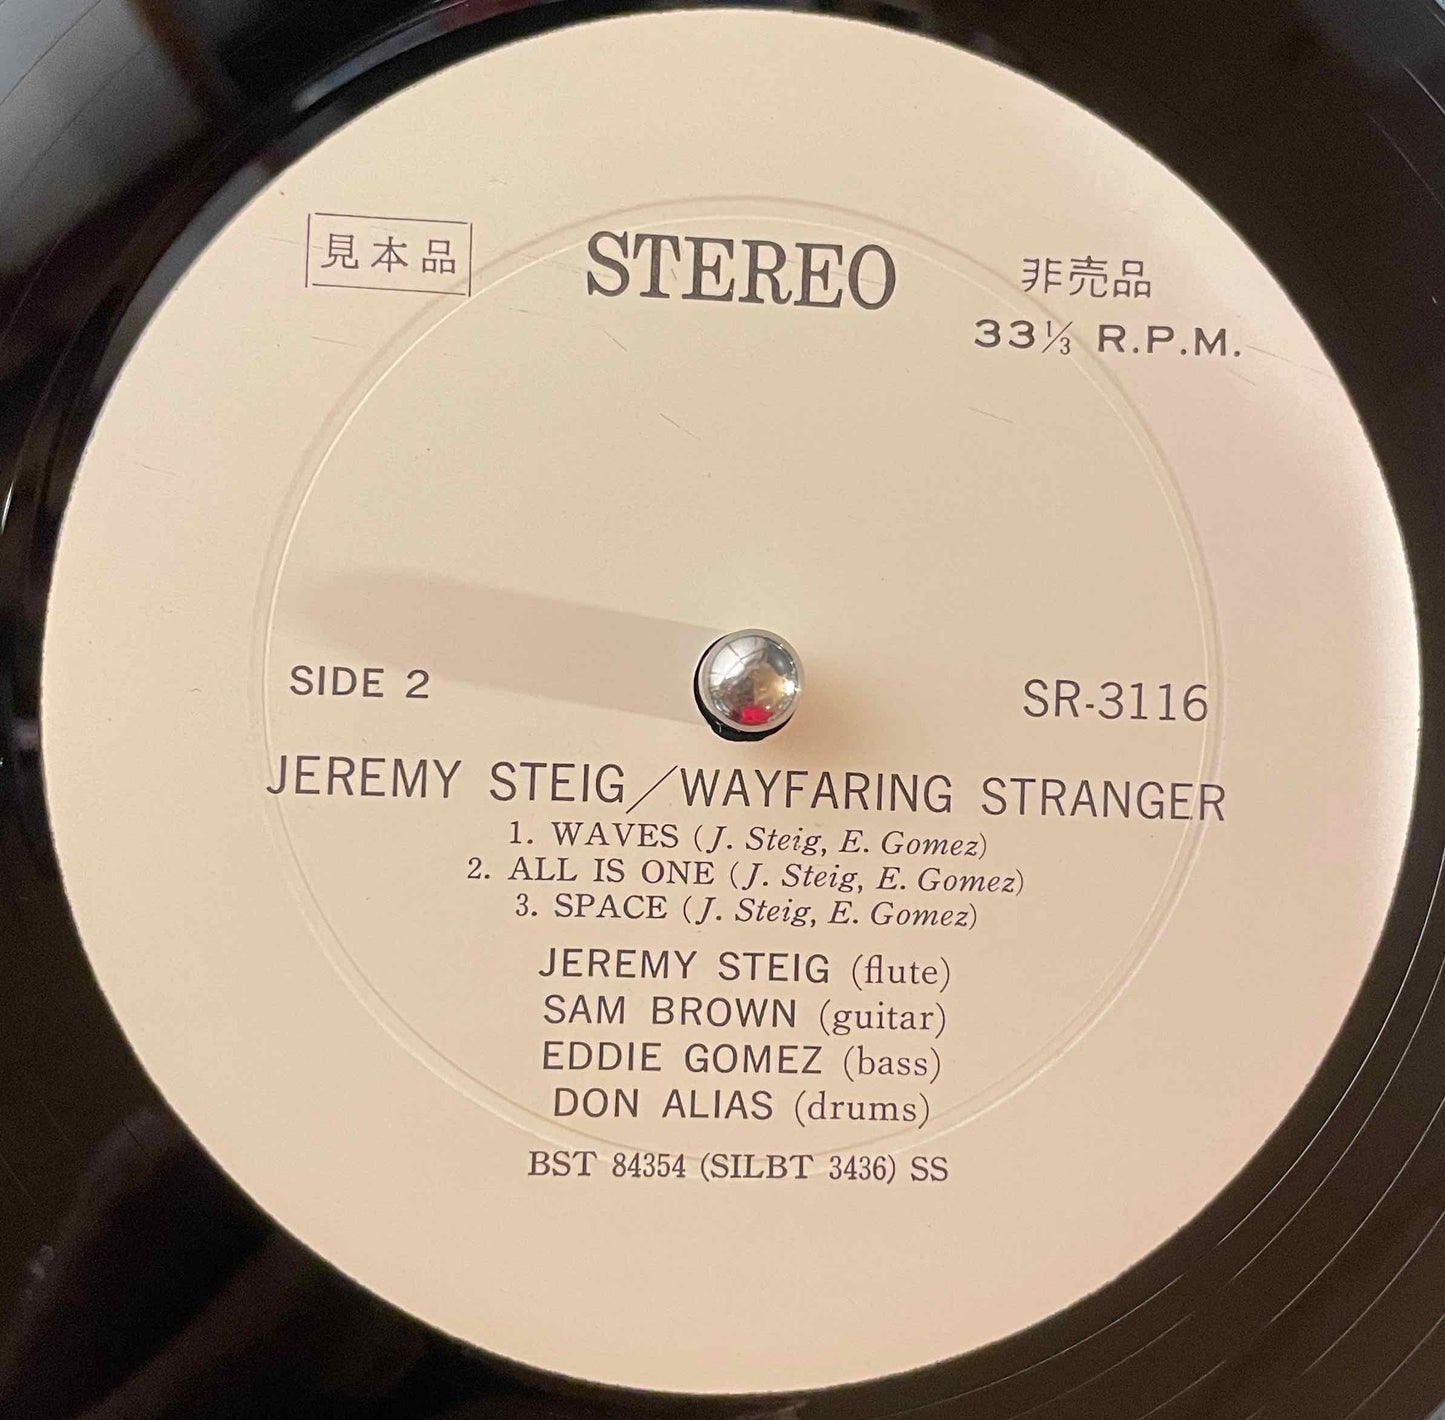 見本品
STEREO
非売品
33⅓ R.P.M.
SIDE 2
SR-3116
JEREMY STEIG/WAYFARING STRANGER
1. WAVES (J. Steig, E. Gomez)
2. ALL IS ONE (J. Steig, E. Gomez)
3. SPACE (J. Steig, E. Gomez)
JEREMY STEIG (flute)
SAM BROWN (guitar)
EDDIE GOMEZ (bass)
DON ALIAS (drums)
BST 84354 (SILBT 3436) SS